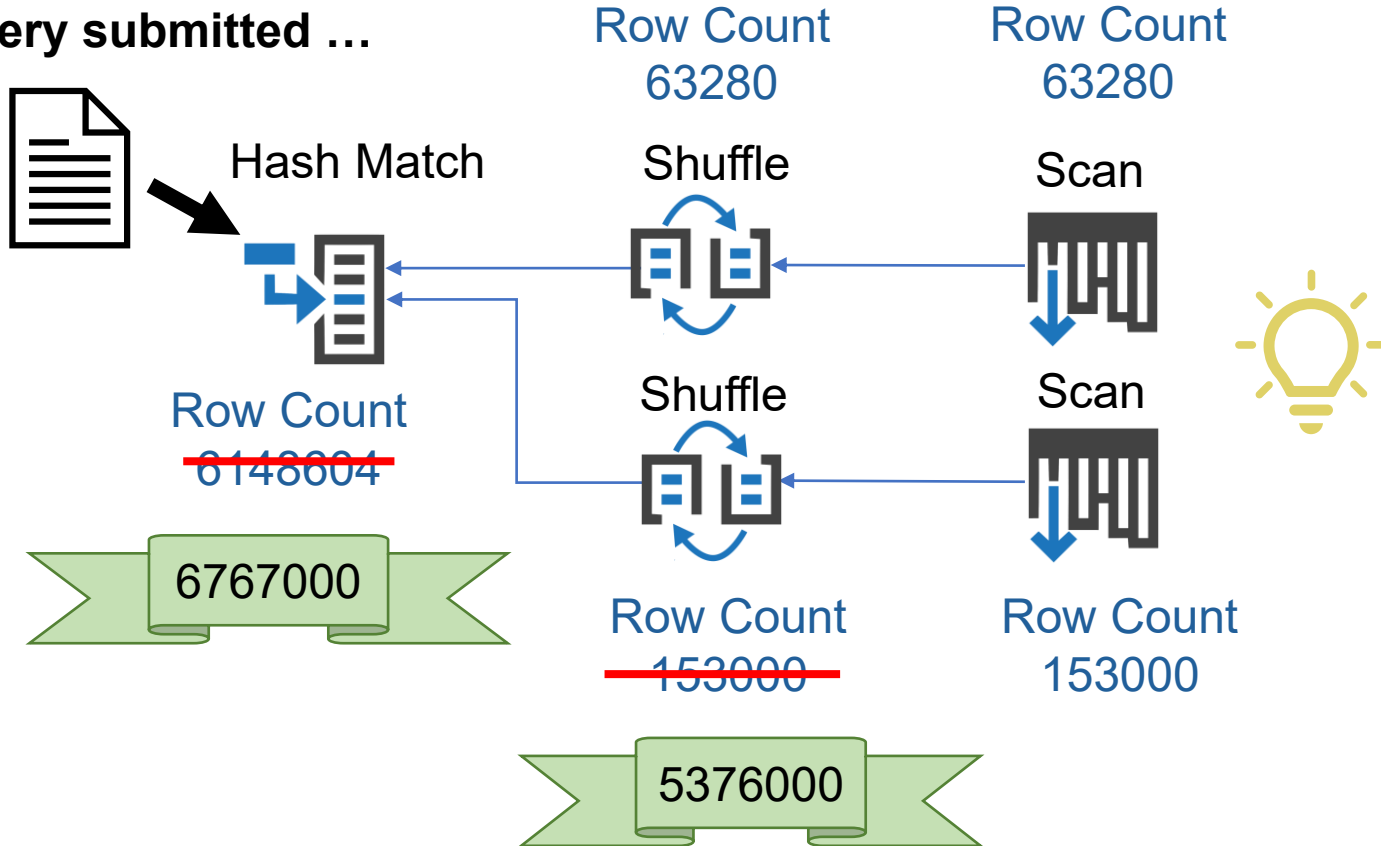 ery submitted …
Row Count
63280
Row Count
63280
Hash Match
Shuffle
Scan
Row Count
6148604
Shuffle
Scan
6767000
Row Count
153000
Row Count
153000
5376000